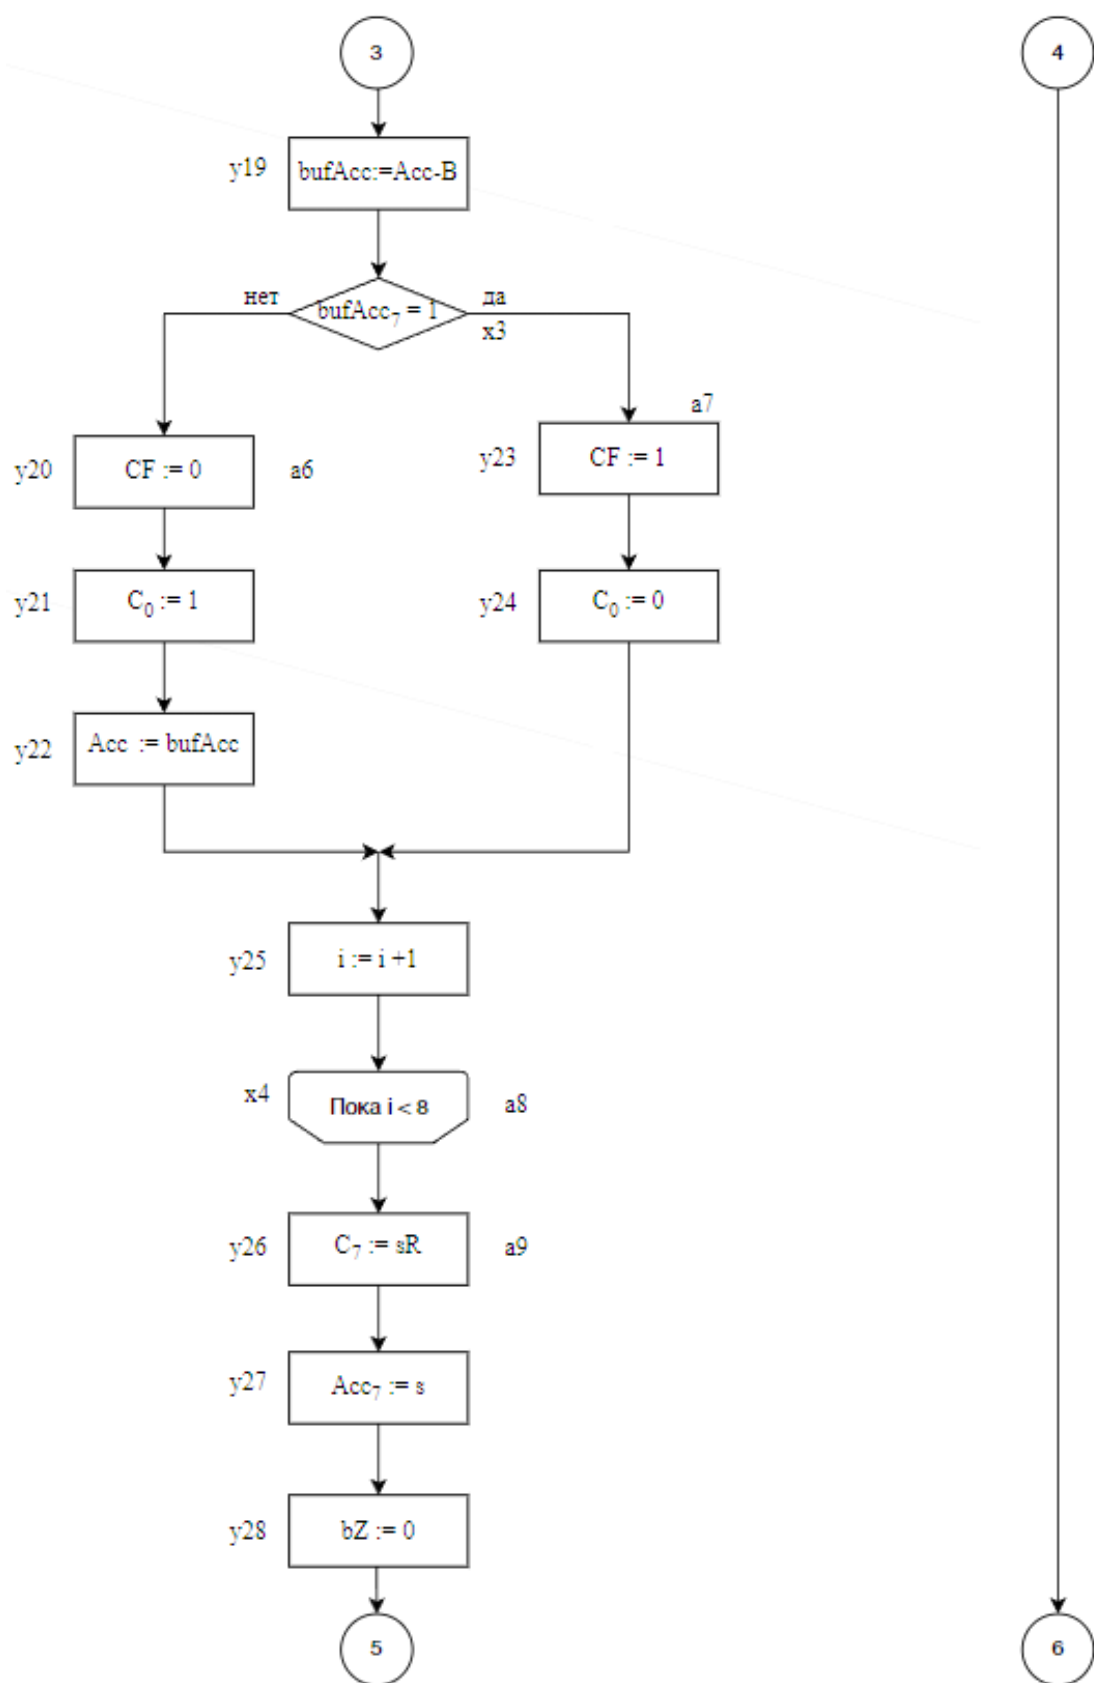 3
4
y19
bufAcc:=Acc-B
нет
bufAcc7 = 1
да
x3
a7
y20
CF := 0
a6
y23
CF := 1
y21
C0 := 1
y24
C0 := 0
y22
Acc := bufAcc
y25
i := i +1
x4
Пока i < 8
a8
y26
C7 := sR
a9
y27
Acc7 := s
y28
bZ := 0
5
6